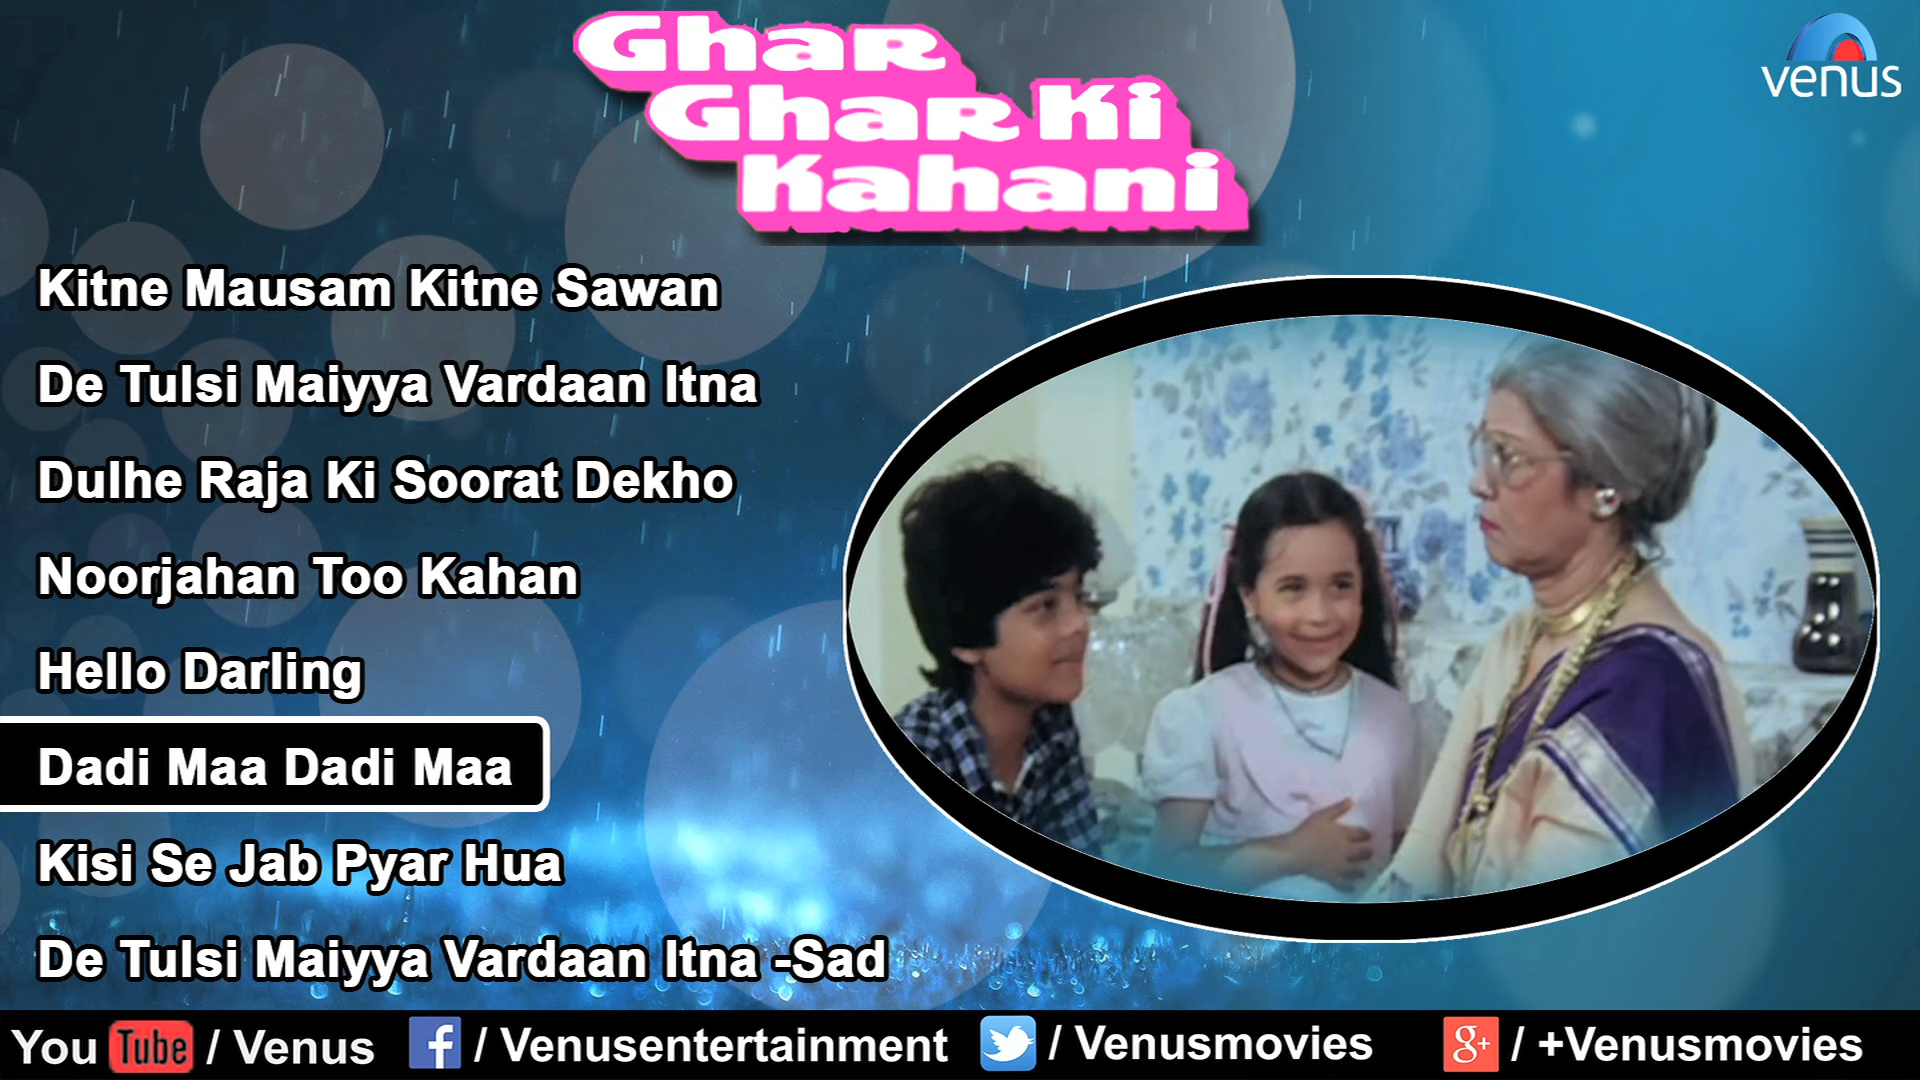 Ghar
Ghar Ki
Kahani
venus
Kitne Mausam Kitne Sawan
De Tulsi Maiyya Vardaan Itna
Dulhe Raja Ki Soorat Dekho
Noorjahan Too Kahan
Hello Darling
Dadi Maa Dadi Maa
Kisi Se Jab Pyar Hua
De Tulsi Maiyya Vardaan Itna -Sad
You Tube / Venus f / Venusentertainment / Venusmovies g+ / +Venusmovies